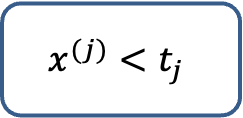 x^(j) < t_j